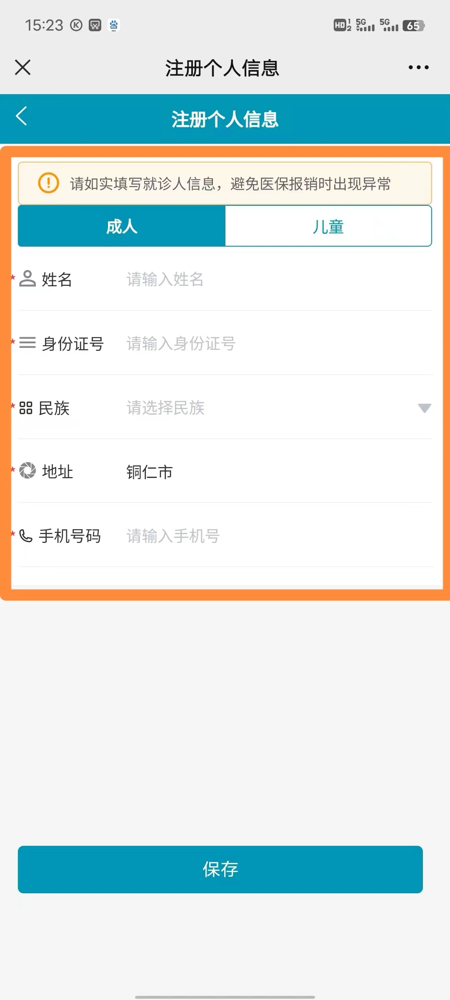 15:23
HD 1 2 5G 5G 65
注册个人信息
注册个人信息
请如实填写就诊人信息，避免医保报销时出现异常
成人 儿童
* 姓名 请输入姓名
* 身份证号 请输入身份证号
* 民族 请选择民族
* 地址 铜仁市
* 手机号码 请输入手机号
保存